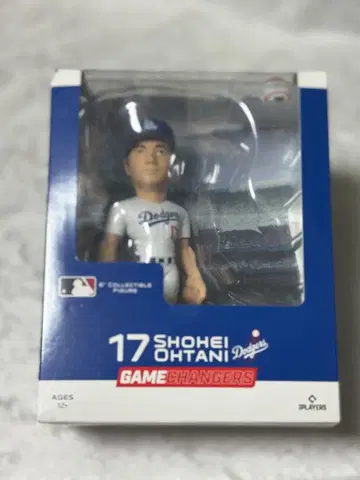 Dodgers
6" COLLECTIBLE
FIGURE
17 SHOHEI
OHTANI Dodgers
GAMECHANGERS
AGES
12+
PLAYERS